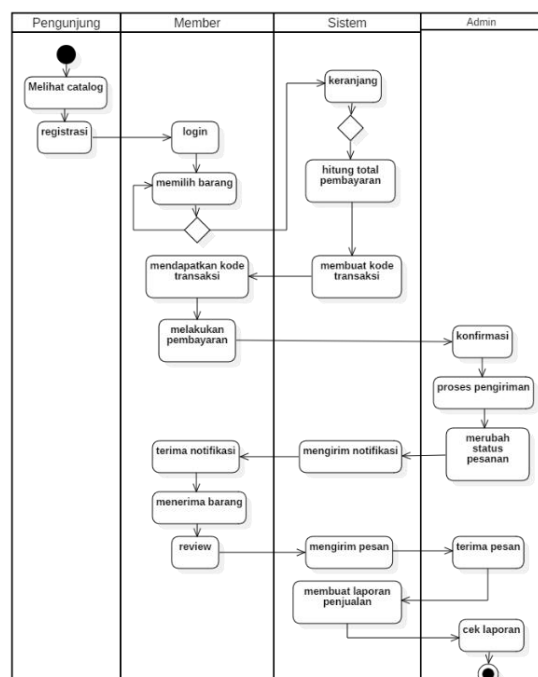 Pengunjung
Member
Sistem
Admin
Melihat catalog
registrasi
login
memilih barang
keranjang
hitung total
pembayaran
membuat kode
transaksi
mendapatkan kode
transaksi
melakukan
pembayaran
konfirmasi
proses pengiriman
merubah
status
pesanan
mengirim notifikasi
terima notifikasi
menerima barang
review
mengirim pesan
terima pesan
membuat laporan
penjualan
cek laporan